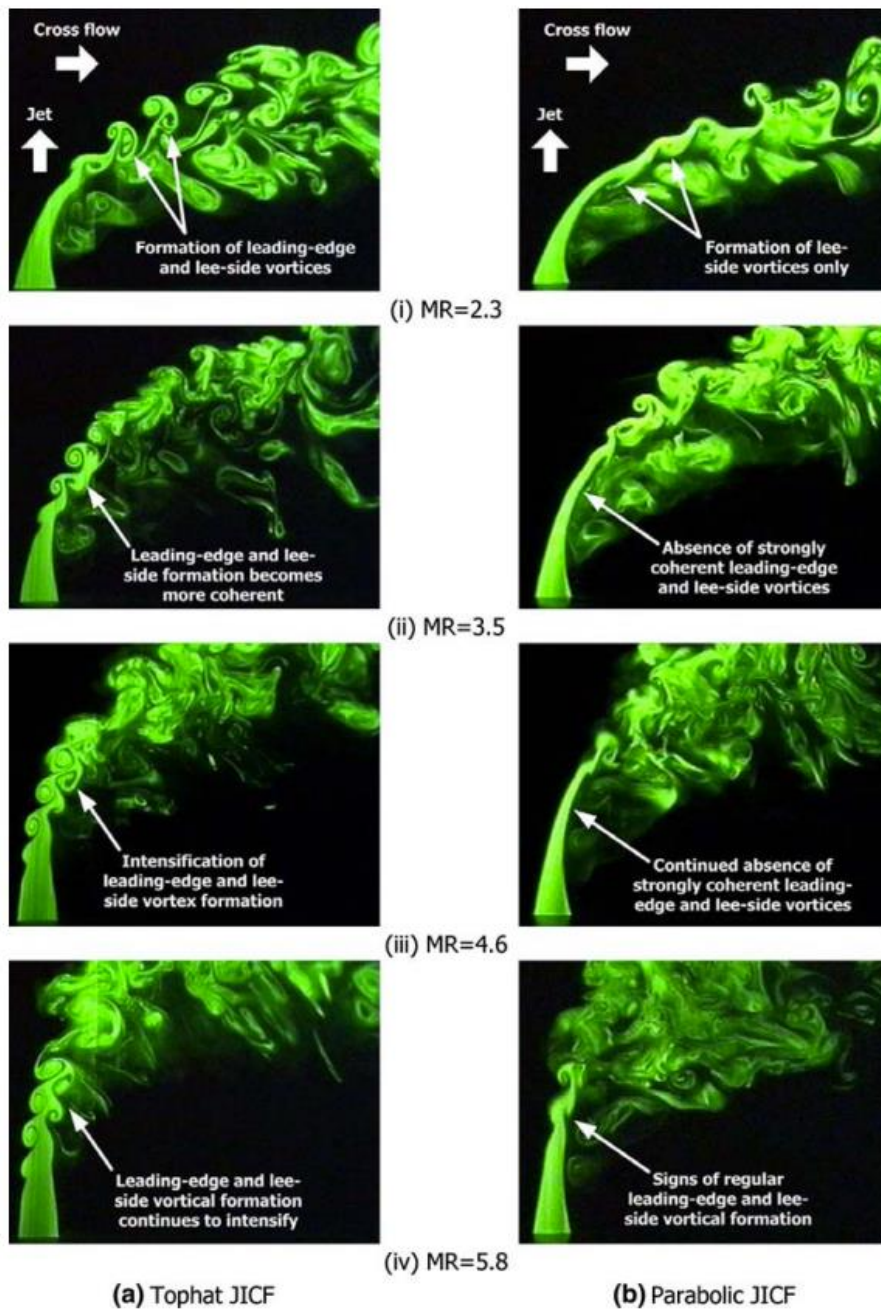 Cross flow
Jet
Formation of leading-edge
and lee-side vortices
Cross flow
Jet
Formation of lee-
side vortices only
(i) MR=2.3
Leading-edge and lee-
side formation becomes
more coherent
Absence of strongly
coherent leading-edge
and lee-side vortices
(ii) MR=3.5
Intensification of
leading-edge and lee-
side vortex formation
Continued absence of
strongly coherent leading-
edge and lee-side vortices
(iii) MR=4.6
Leading-edge and lee-
side vortical formation
continues to intensify
Signs of regular
leading-edge and lee-
side vortical formation
(iv) MR=5.8
(a) Tophat JICF
(b) Parabolic JICF